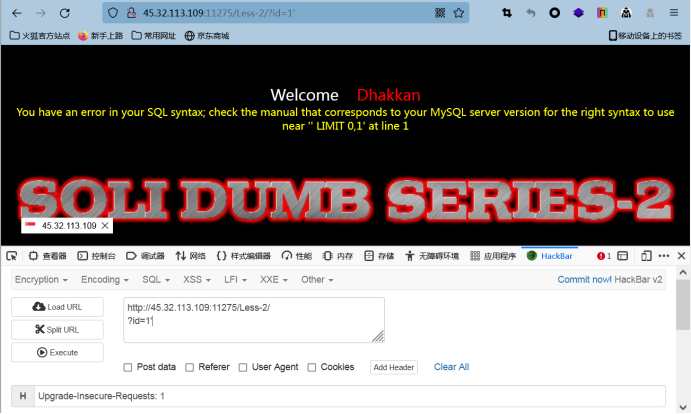 45.32.113.109:11275/Less-2/?id=1'
火狐官方站点 新手上路 常用网址 京东商城 移动设备上的书签
Welcome Dhakkan
You have an error in your SQL syntax; check the manual that corresponds to your MySQL server version for the right syntax to use
near '' LIMIT 0,1' at line 1
SQLI DUMB SERIES-2
45.32.113.109
查看器 控制台 调试器 网络 样式编辑器 性能 内存 存储 无障碍环境 应用程序 HackBar 1
Encryption Encoding SQL XSS LFI XXE Other Commit now! HackBar v2
Load URL
http://45.32.113.109:11275/Less-2/
?id=1'
Split URL
Execute
Post data Referer User Agent Cookies Add Header Clear All
H Upgrade-Insecure-Requests: 1